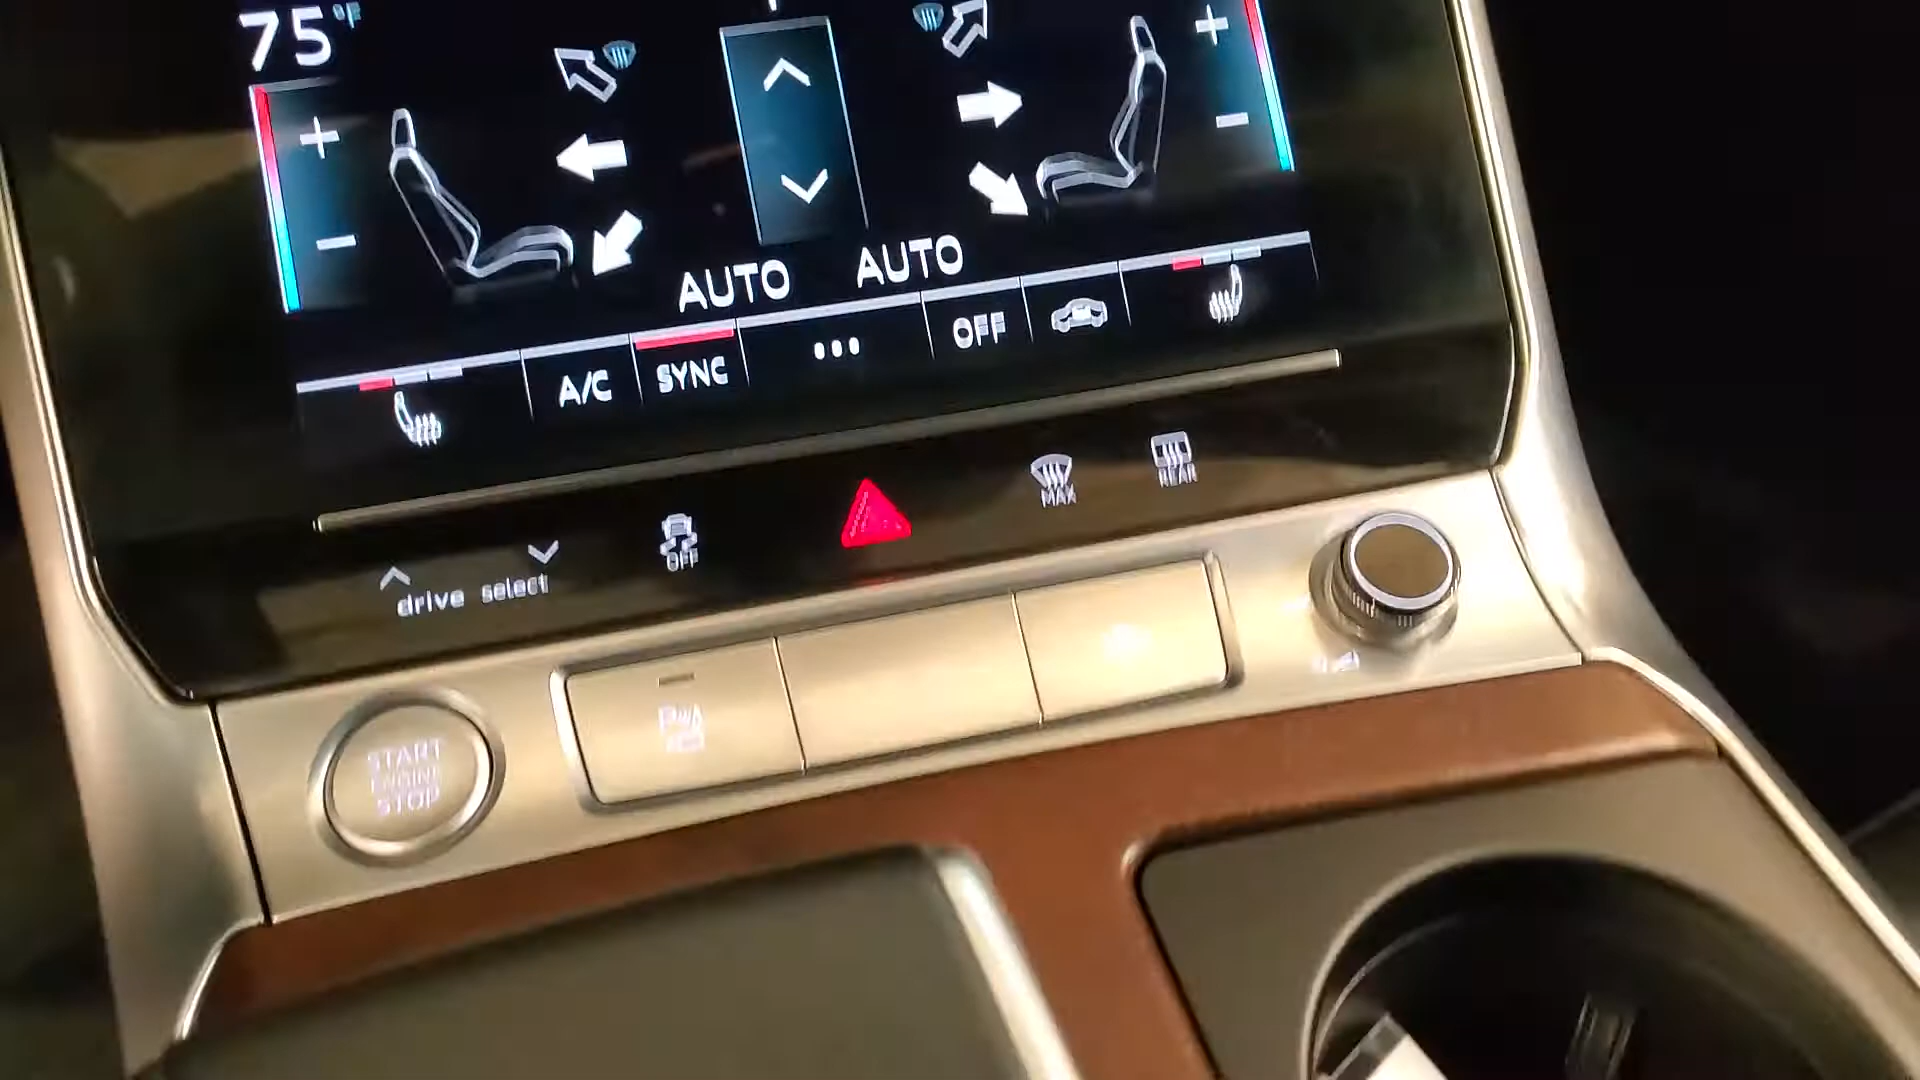 75°F
AUTO AUTO
A/C SYNC ... OFF
MAX REAR
OFF
drive select
START
ENGINE
STOP